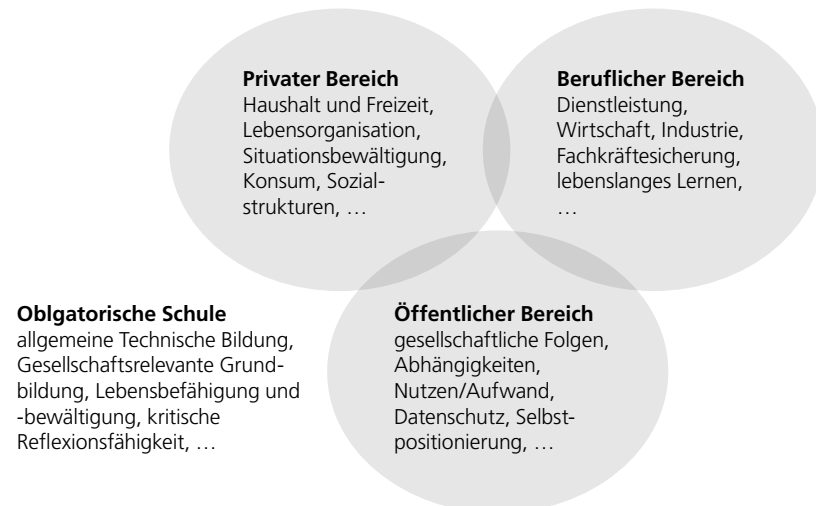 Privater Bereich
Haushalt und Freizeit,
Lebensorganisation,
Situationsbewältigung,
Konsum, Sozial-
strukturen, …
Beruflicher Bereich
Dienstleistung,
Wirtschaft, Industrie,
Fachkräftesicherung,
lebenslanges Lernen,
…
Oblgatorische Schule
allgemeine Technische Bildung,
Gesellschaftsrelevante Grund-
bildung, Lebensbefähigung und
-bewältigung, kritische
Reflexionsfähigkeit, …
Öffentlicher Bereich
gesellschaftliche Folgen,
Abhängigkeiten,
Nutzen/Aufwand,
Datenschutz, Selbst-
positionierung, …